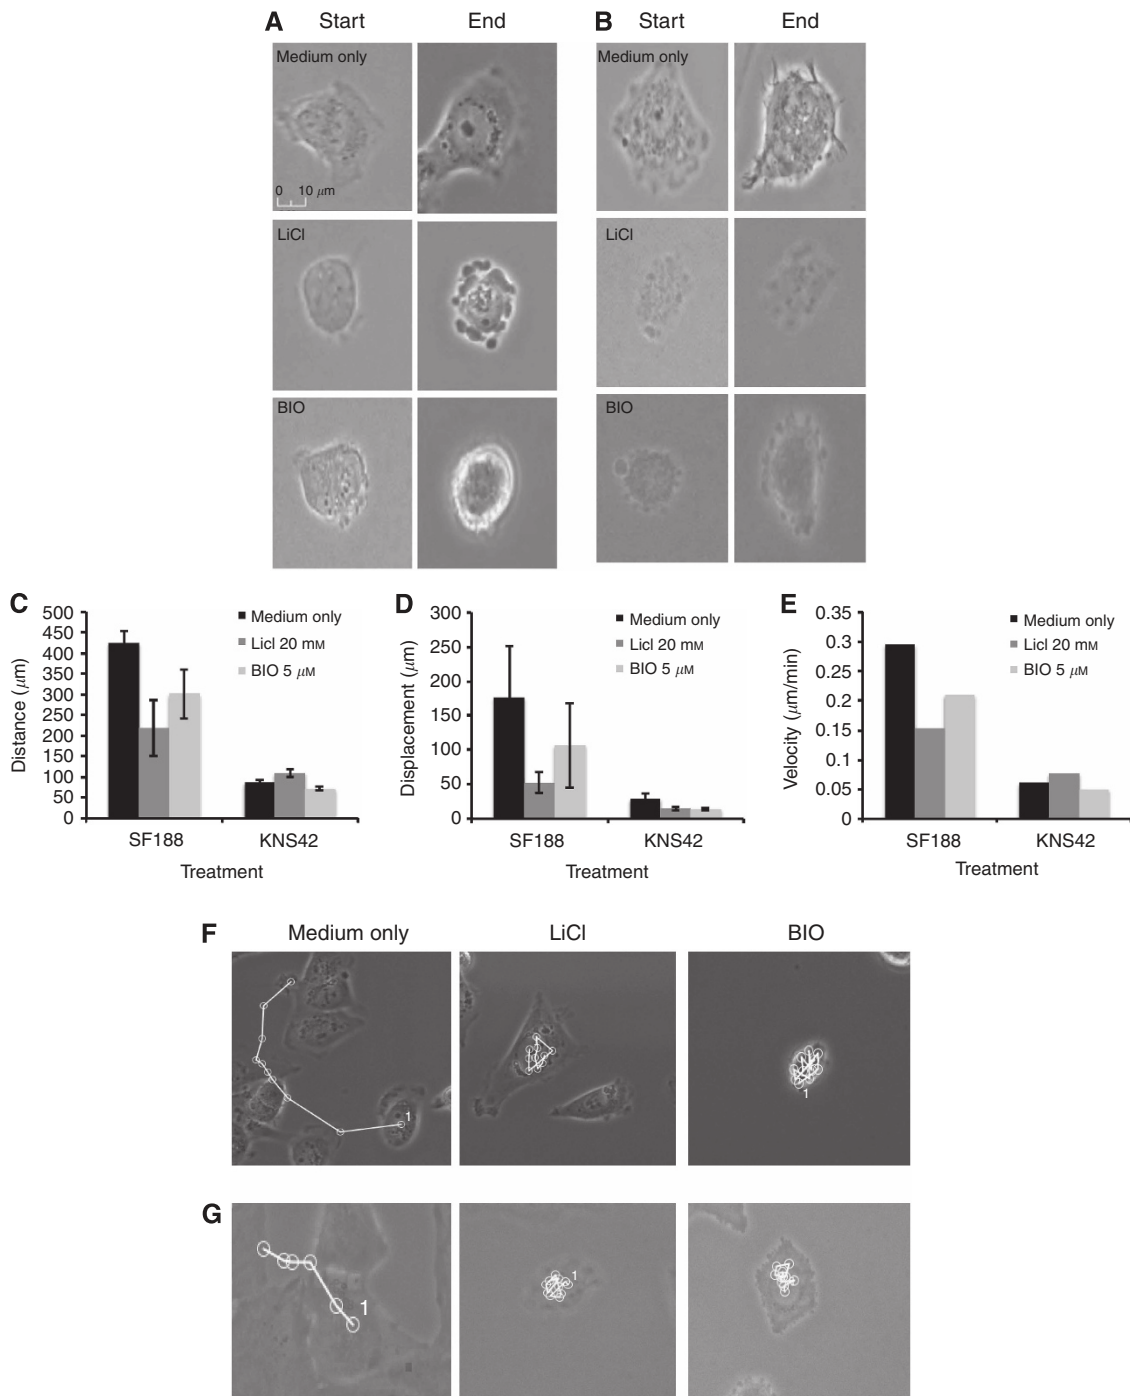 A Start End
B Start End
Medium only
0 10 μm
LiCl
BIO
Medium only
LiCl
BIO
C
500
450
400
350
300
250
200
150
100
50
0
Distance (μm)
Medium only
Licl 20 mM
BIO 5 μM
SF188 KNS42
Treatment
D
300
250
200
150
100
50
0
Displacement (μm)
Medium only
Licl 20 mM
BIO 5 μM
SF188 KNS42
Treatment
E
0.35
0.3
0.25
0.2
0.15
0.1
0.05
0
Velocity (μm/min)
Medium only
Licl 20 mM
BIO 5 μM
SF188 KNS42
Treatment
F Medium only LiCl BIO
1
1
G
1
1